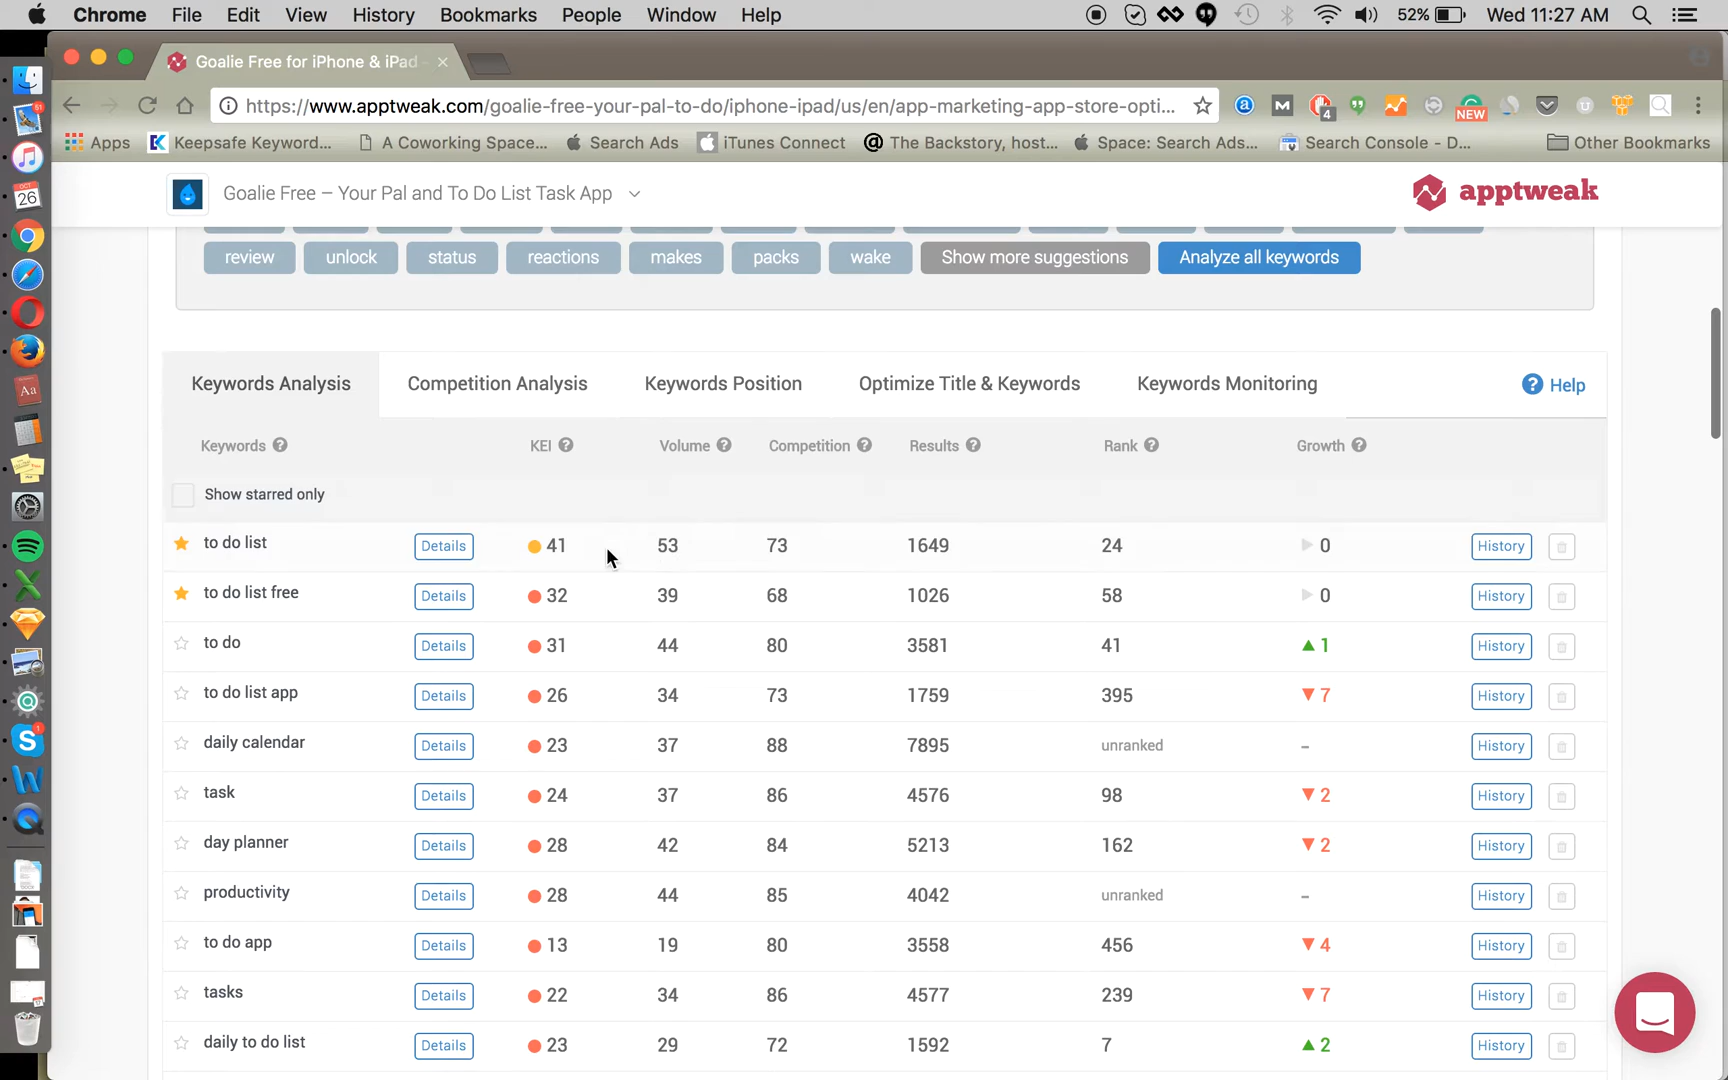 Chrome File Edit View History Bookmarks People Window Help 52% Wed 11:27 AM
Goalie Free for iPhone & iPad -
https://www.apptweak.com/goalie-free-your-pal-to-do/iphone-ipad/us/en/app-marketing-app-store-opti...
Apps Keepsafe Keyword... A Coworking Space... Search Ads iTunes Connect The Backstory, host... Space: Search Ads... Search Console - D... Other Bookmarks
Goalie Free – Your Pal and To Do List Task App apptweak
review unlock status reactions makes packs wake Show more suggestions Analyze all keywords
Keywords Analysis Competition Analysis Keywords Position Optimize Title & Keywords Keywords Monitoring ? Help
Keywords ? KEI ? Volume ? Competition ? Results ? Rank ? Growth ?
Show starred only
to do list Details 41 53 73 1649 24 0 History
to do list free Details 32 39 68 1026 58 0 History
to do Details 31 44 80 3581 41 ▲ 1 History
to do list app Details 26 34 73 1759 395 ▼ 7 History
daily calendar Details 23 37 88 7895 unranked – History
task Details 24 37 86 4576 98 ▼ 2 History
day planner Details 28 42 84 5213 162 ▼ 2 History
productivity Details 28 44 85 4042 unranked – History
to do app Details 13 19 80 3558 456 ▼ 4 History
tasks Details 22 34 86 4577 239 ▼ 7 History
daily to do list Details 23 29 72 1592 7 ▲ 2 History
51
OCT
26
NEW
4
1